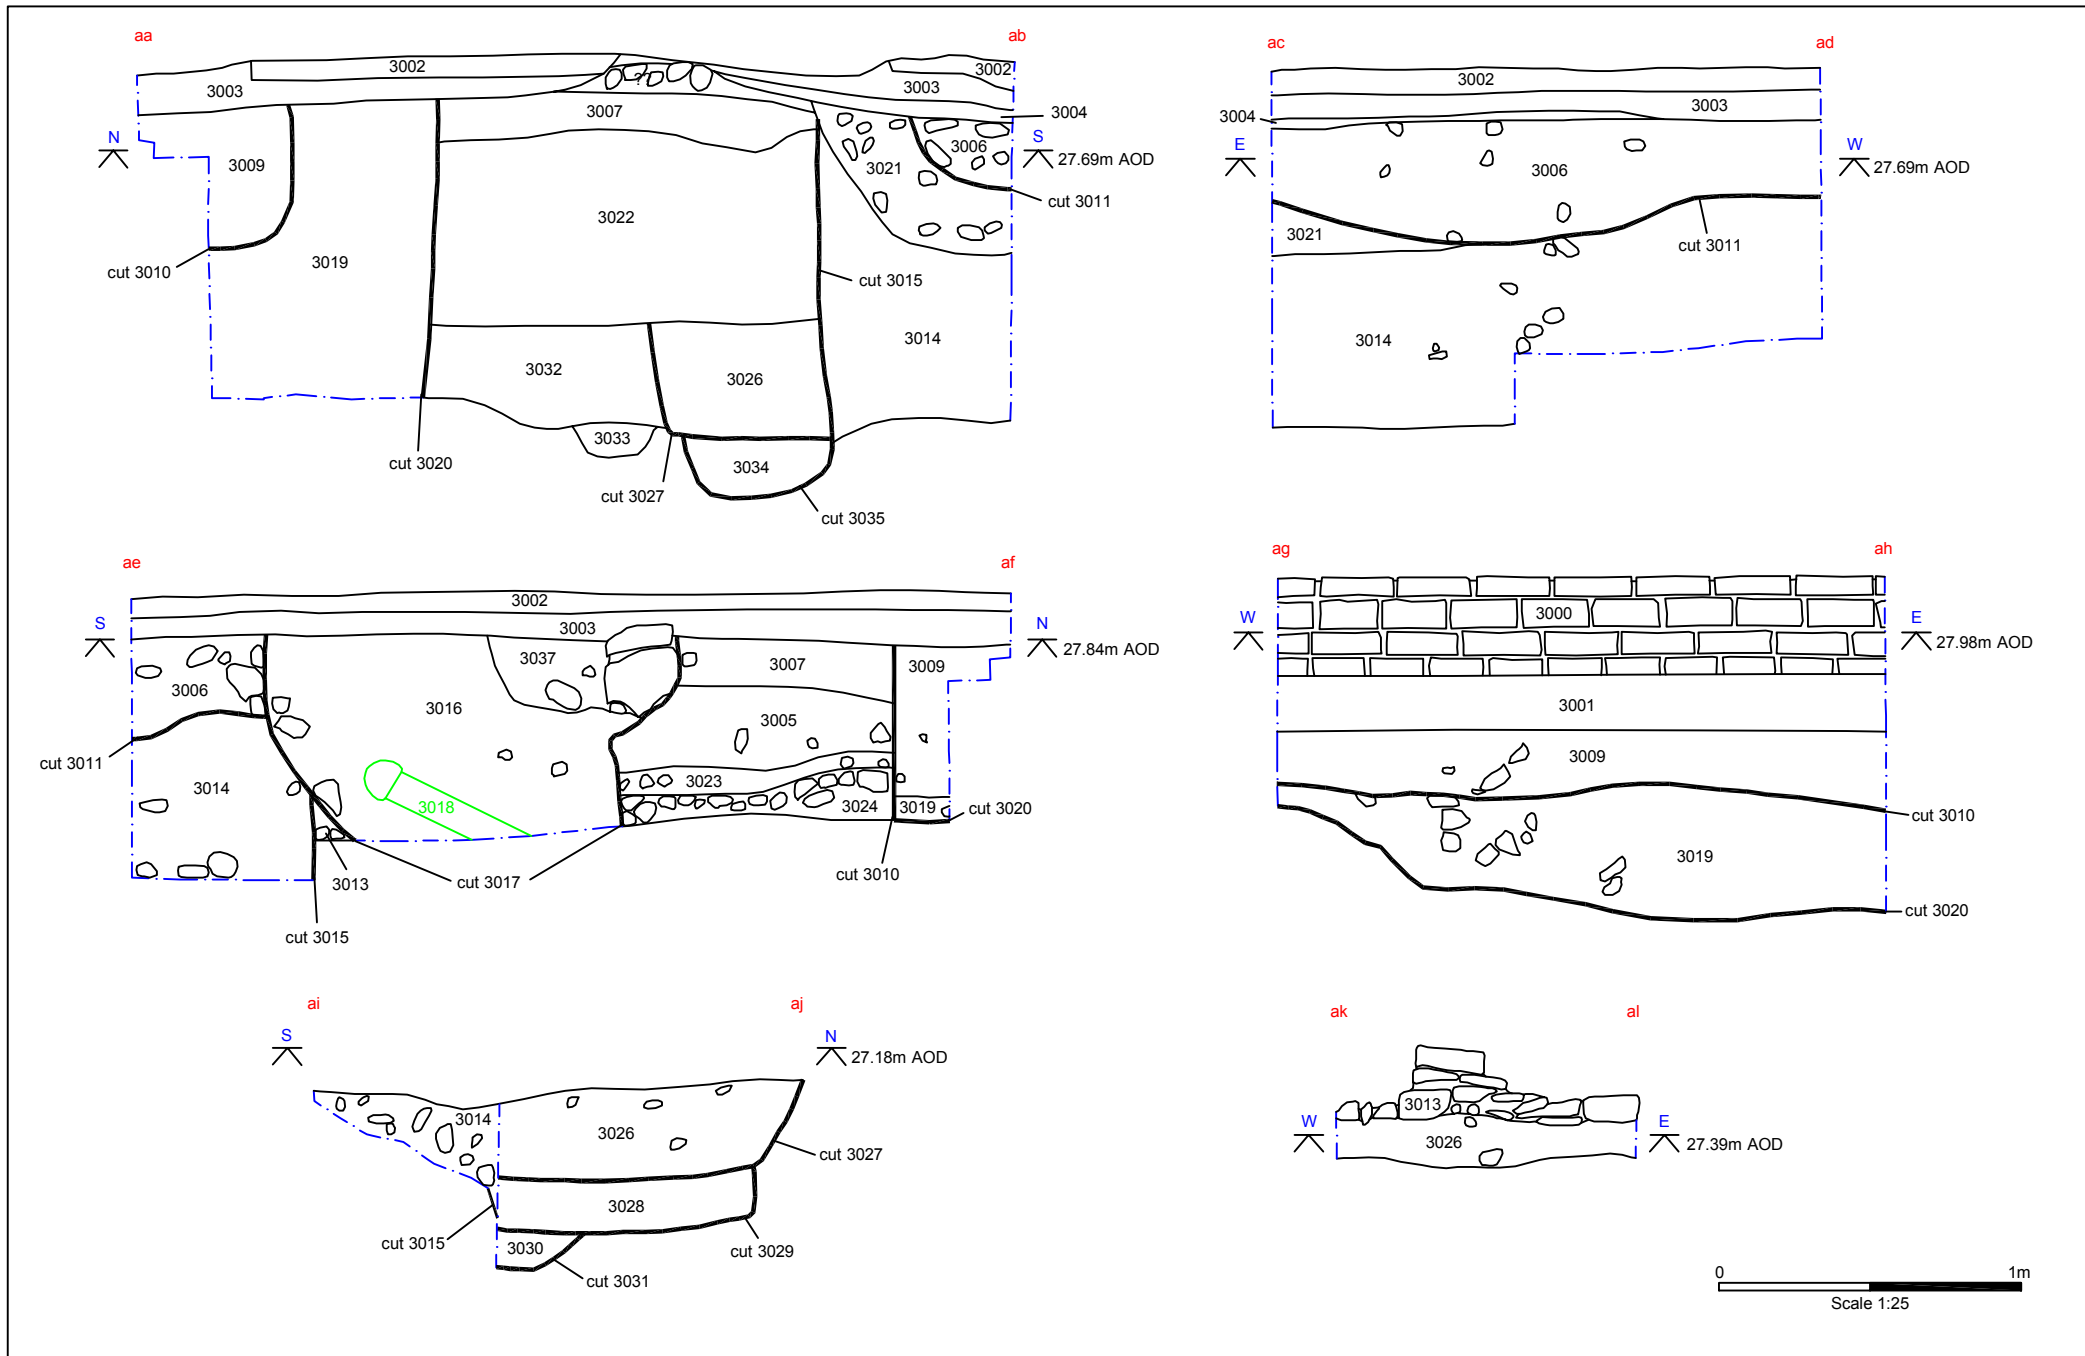 aa
ab
3002
3002
3003
3003
??
3007
3004
N
S
27.69m AOD
3009
3006
3021
cut 3011
3022
cut 3010
3019
cut 3015
3014
3032
3026
3033
3034
cut 3020
cut 3027
cut 3035
ac
ad
3002
3003
3004
E
W
27.69m AOD
3006
3021
cut 3011
3014
ae
af
3002
3003
S
N
27.84m AOD
3037
3007
3009
3006
3016
3005
cut 3011
3014
3023
3018
3024
3019
cut 3020
3013
cut 3017
cut 3010
cut 3015
ag
ah
3000
W
E
27.98m AOD
3001
3009
cut 3010
3019
cut 3020
ai
aj
S
N
27.18m AOD
3014
3026
cut 3027
3028
cut 3015
3030
cut 3029
cut 3031
ak
al
3013
W
E
27.39m AOD
3026
0
1m
Scale 1:25